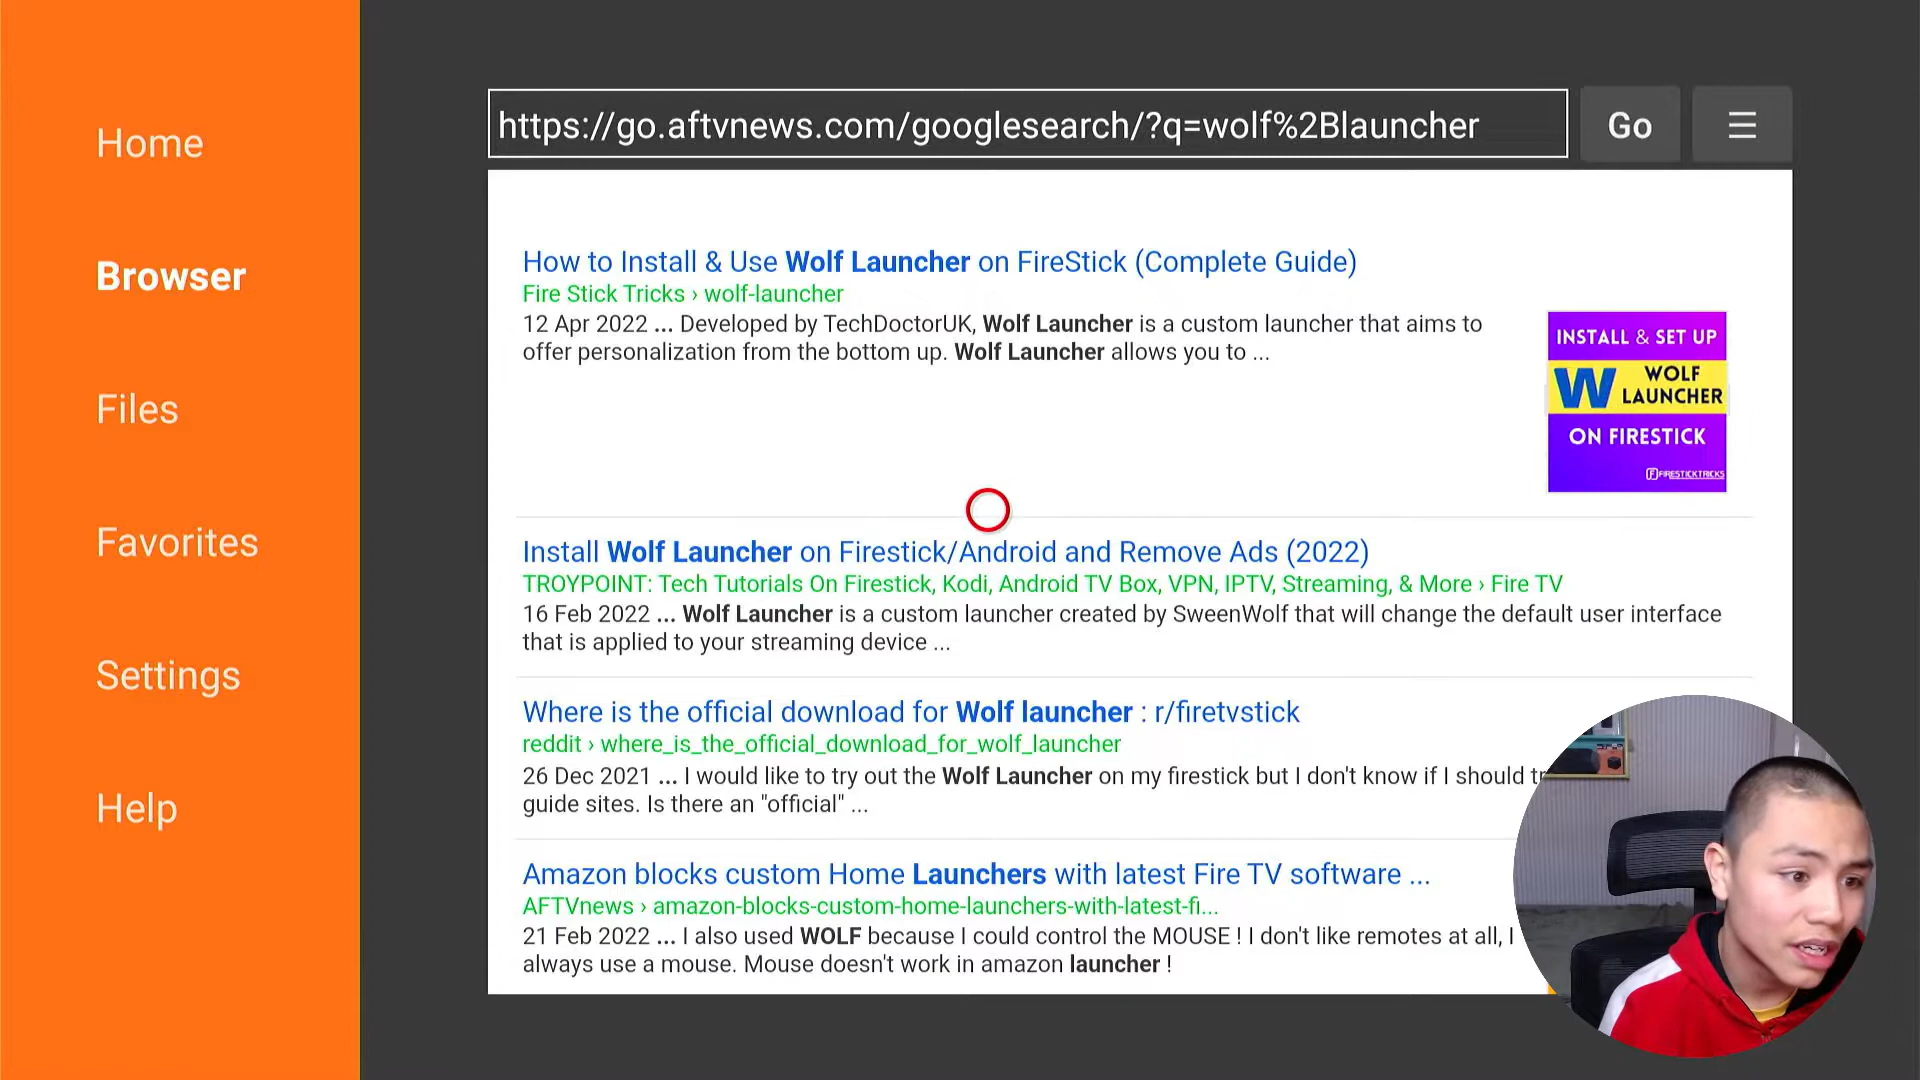 Home
Browser
Files
Favorites
Settings
Help
https://go.aftvnews.com/googlesearch/?q=wolf%2Blauncher
Go
How to Install & Use Wolf Launcher on FireStick (Complete Guide)
Fire Stick Tricks › wolf-launcher
12 Apr 2022 ... Developed by TechDoctorUK, Wolf Launcher is a custom launcher that aims to
offer personalization from the bottom up. Wolf Launcher allows you to ...
INSTALL & SET UP
W
WOLF
LAUNCHER
ON FIRESTICK
FIRESTICKTRICKS
Install Wolf Launcher on Firestick/Android and Remove Ads (2022)
TROYPOINT: Tech Tutorials On Firestick, Kodi, Android TV Box, VPN, IPTV, Streaming, & More › Fire TV
16 Feb 2022 ... Wolf Launcher is a custom launcher created by SweenWolf that will change the default user interface
that is applied to your streaming device ...
Where is the official download for Wolf launcher : r/firetvstick
reddit › where_is_the_official_download_for_wolf_launcher
26 Dec 2021 ... I would like to try out the Wolf Launcher on my firestick but I don't know if I should
guide sites. Is there an "official" ...
Amazon blocks custom Home Launchers with latest Fire TV software ...
AFTVnews › amazon-blocks-custom-home-launchers-with-latest-fi...
21 Feb 2022 ... I also used WOLF because I could control the MOUSE ! I don't like remotes at all, I
always use a mouse. Mouse doesn't work in amazon launcher !